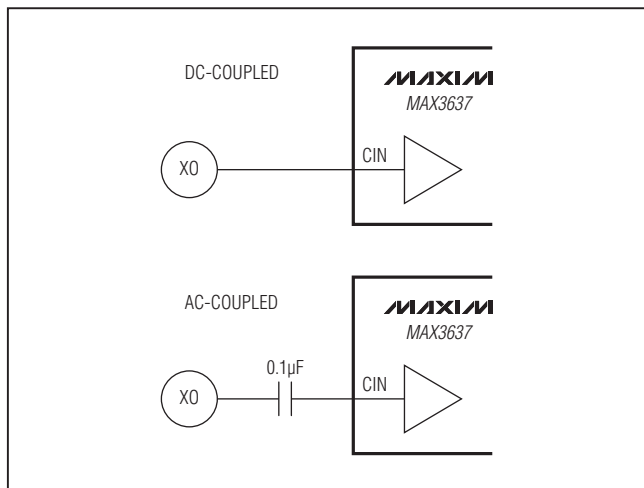 DC-COUPLED
MAXIM
MAX3637
XO
CIN
AC-COUPLED
MAXIM
MAX3637
0.1µF
XO
CIN